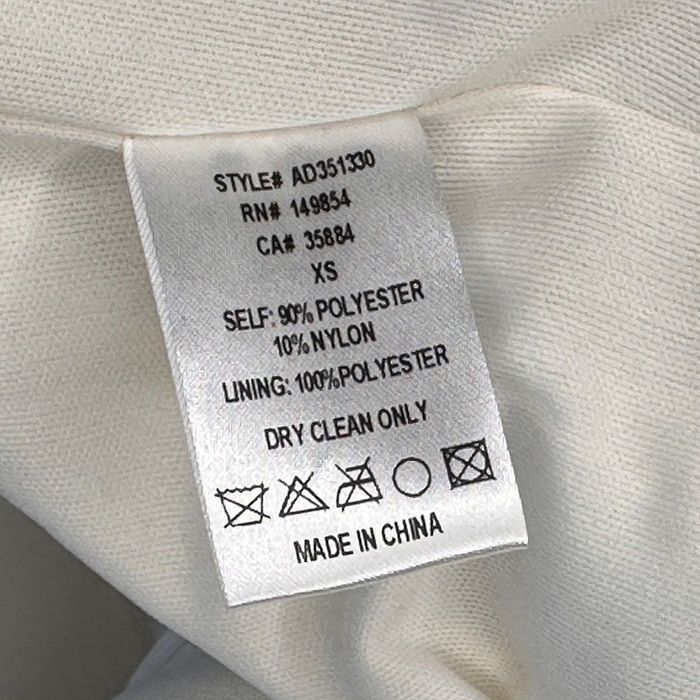 STYLE# AD351330
RN# 149854
CA# 35884
XS
SELF: 90% POLYESTER
10% NYLON
LINING: 100%POLYESTER
DRY CLEAN ONLY
MADE IN CHINA